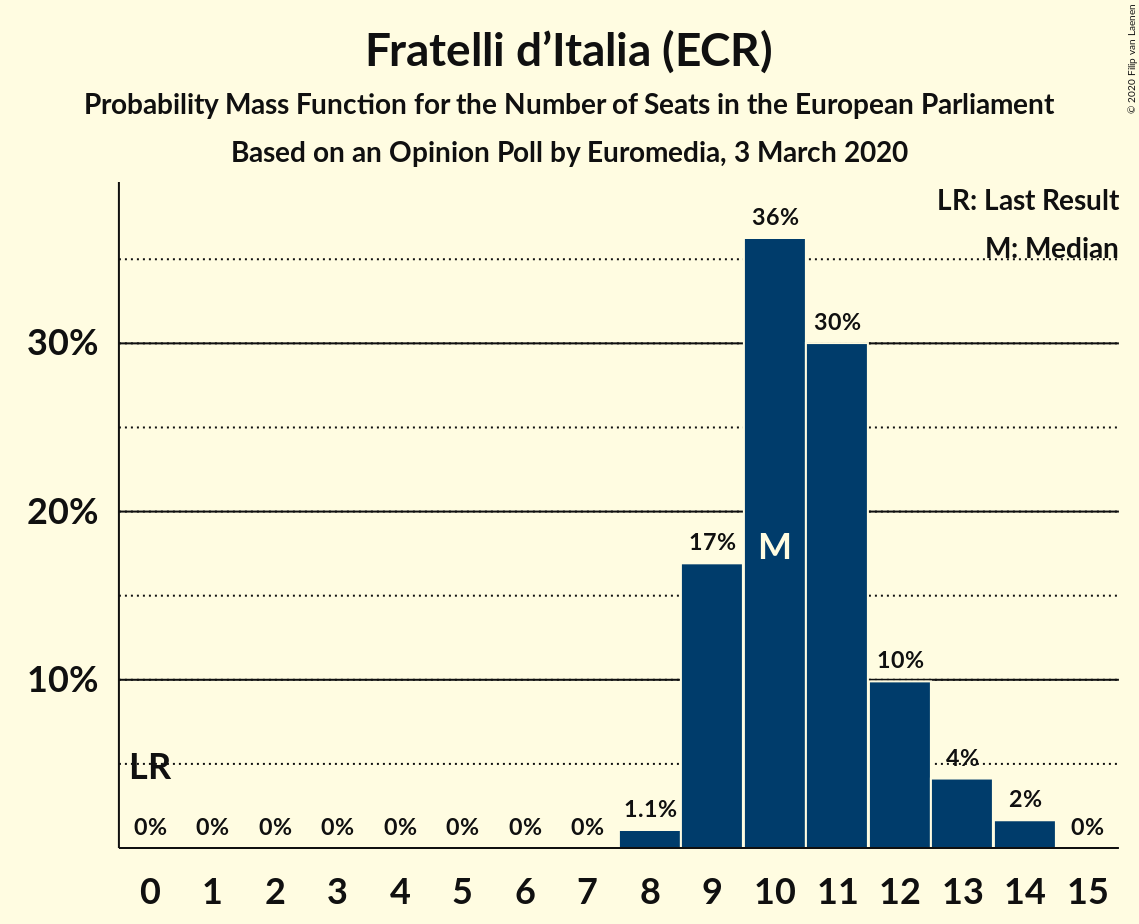 Fratelli d’Italia (ECR)
Probability Mass Function for the Number of Seats in the European Parliament
Based on an Opinion Poll by Euromedia, 3 March 2020
© 2020 Filip van Laenen
LR: Last Result
M: Median
36%
30%
30%
20%
17%
M
10%
10%
LR
4%
2%
1.1%
0% 0% 0% 0% 0% 0% 0% 0% 0%
0 1 2 3 4 5 6 7 8 9 10 11 12 13 14 15